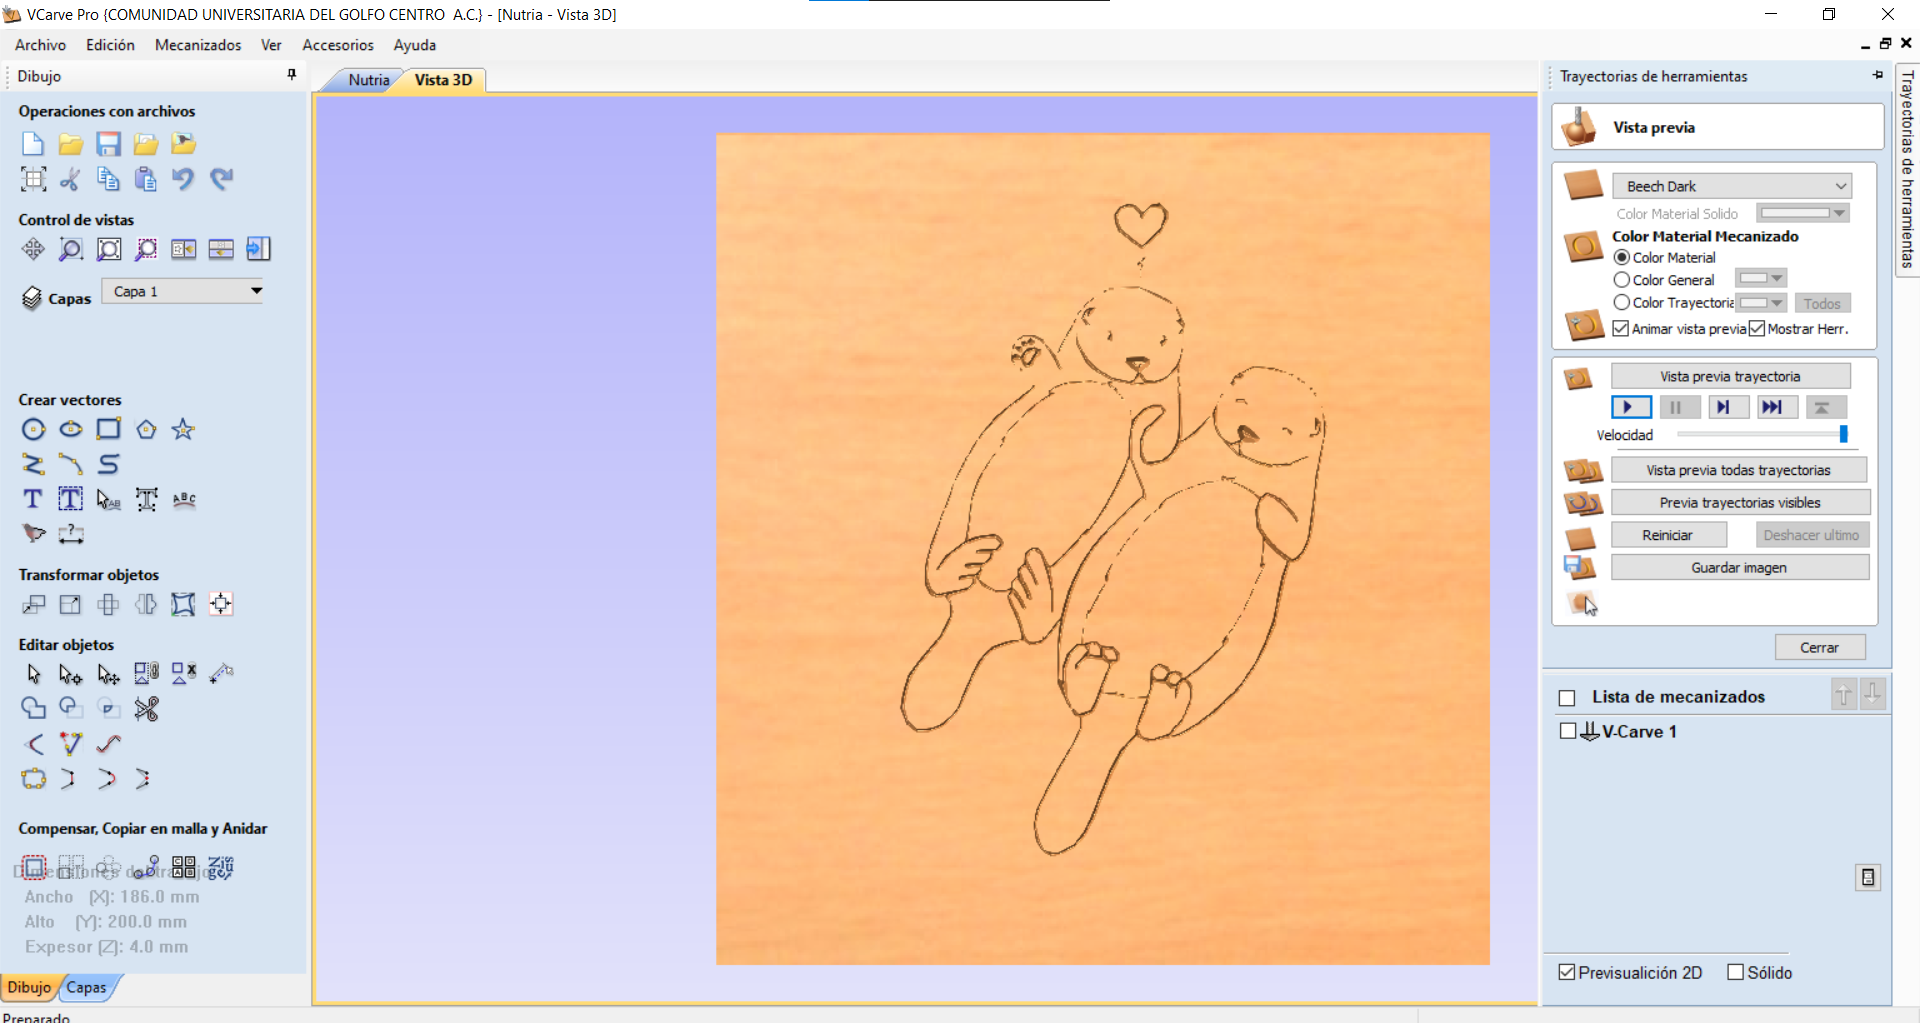 VCarve Pro {COMUNIDAD UNIVERSITARIA DEL GOLFO CENTRO  A.C.} - [Nutria - Vista 3D]
Archivo Edición Mecanizados Ver Accesorios Ayuda
Dibujo
Operaciones con archivos
Control de vistas
Capas Capa 1
Crear vectores
Transformar objetos
Editar objetos
Compensar, Copiar en malla y Anidar
Dimensiones de trabajo
Ancho (X): 186.0 mm
Alto (Y): 200.0 mm
Expesor (Z): 4.0 mm
Dibujo Capas
Preparado
Nutria Vista 3D
Trayectorias de herramientas
Vista previa
Beech Dark
Color Material Solido
Color Material Mecanizado
Color Material
Color General
Color Trayectoria Todos
Animar vista previa Mostrar Herr.
Vista previa trayectoria
Velocidad
Vista previa todas trayectorias
Previa trayectorias visibles
Reiniciar Deshacer ultimo
Guardar imagen
Cerrar
Lista de mecanizados
V-Carve 1
Previsualición 2D Sólido
Trayectorias de herramientas